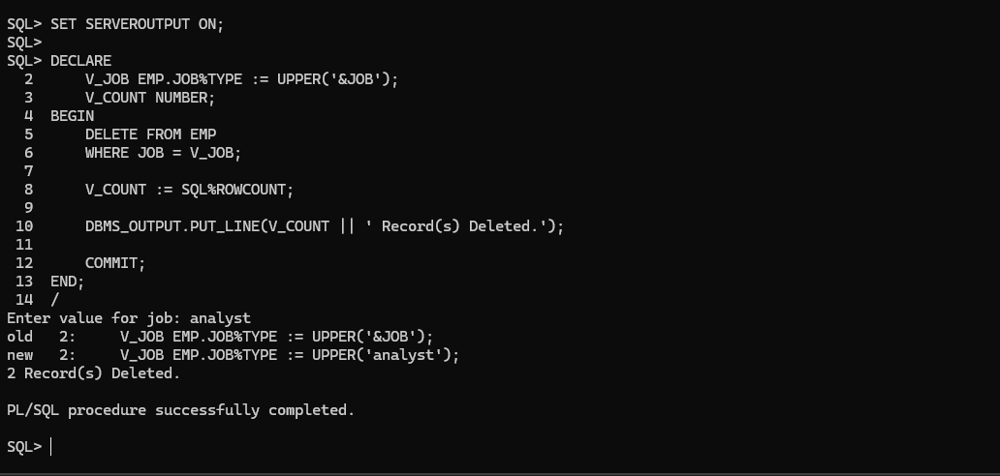 SQL> SET SERVEROUTPUT ON;
SQL>
SQL> DECLARE
  2      V_JOB EMP.JOB%TYPE := UPPER('&JOB');
  3      V_COUNT NUMBER;
  4  BEGIN
  5      DELETE FROM EMP
  6      WHERE JOB = V_JOB;
  7
  8      V_COUNT := SQL%ROWCOUNT;
  9
 10      DBMS_OUTPUT.PUT_LINE(V_COUNT || ' Record(s) Deleted.');
 11
 12      COMMIT;
 13  END;
 14  /
Enter value for job: analyst
old   2:     V_JOB EMP.JOB%TYPE := UPPER('&JOB');
new   2:     V_JOB EMP.JOB%TYPE := UPPER('analyst');
2 Record(s) Deleted.

PL/SQL procedure successfully completed.

SQL>